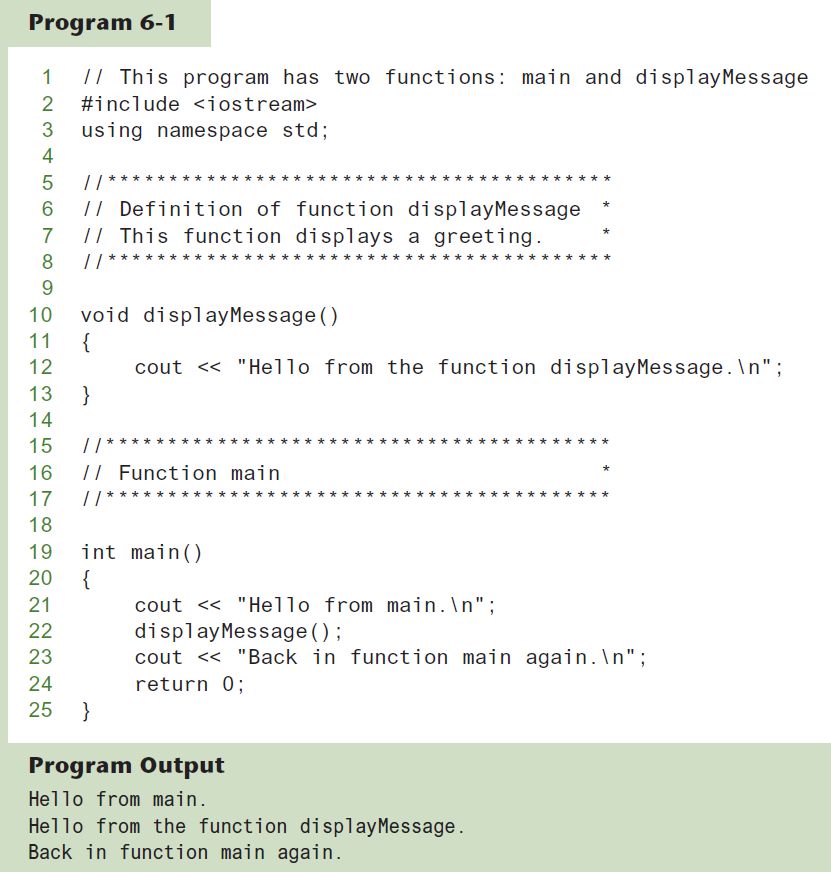 Program 6-1
1 // This program has two functions: main and displayMessage
2 #include <iostream>
3 using namespace std;
4
5 //*****************************************
6 // Definition of function displayMessage *
7 // This function displays a greeting. *
8 //*****************************************
9
10 void displayMessage()
11 {
12 cout << "Hello from the function displayMessage.\n";
13 }
14
15 //*****************************************
16 // Function main *
17 //*****************************************
18
19 int main()
20 {
21 cout << "Hello from main.\n";
22 displayMessage();
23 cout << "Back in function main again.\n";
24 return 0;
25 }
Program Output
Hello from main.
Hello from the function displayMessage.
Back in function main again.